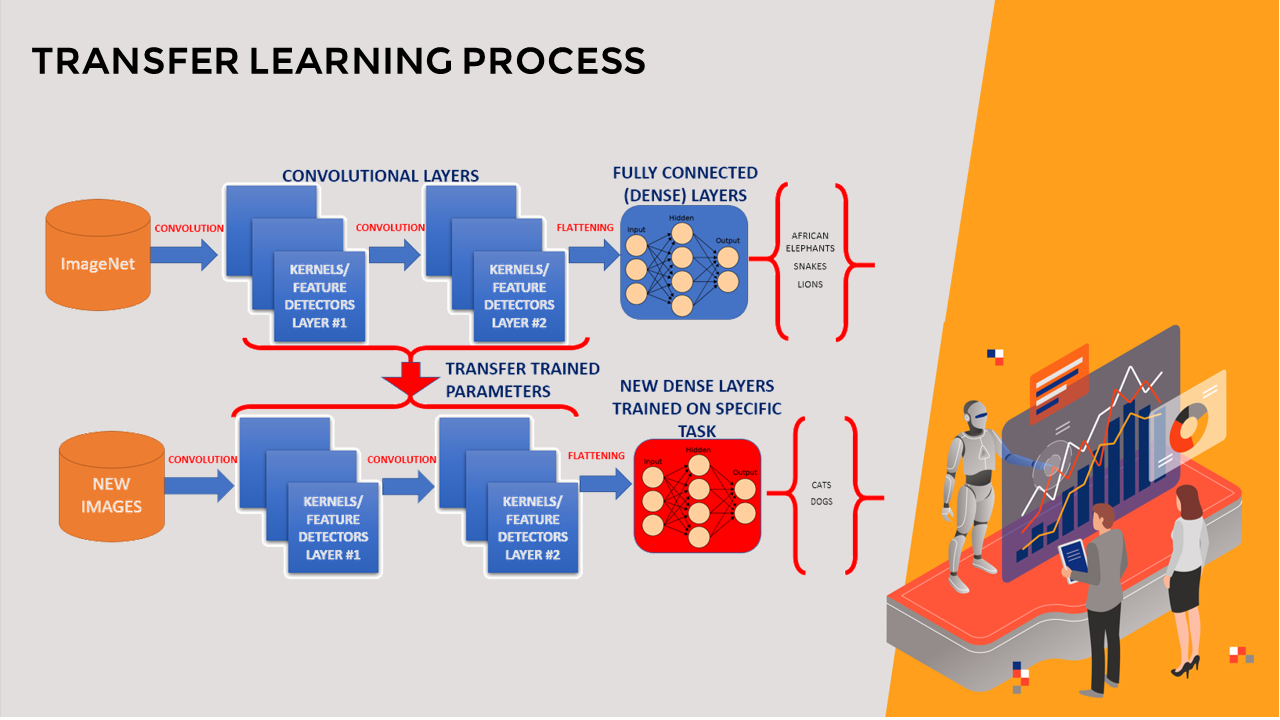 TRANSFER LEARNING PROCESS
CONVOLUTIONAL LAYERS
FULLY CONNECTED
(DENSE) LAYERS
ImageNet
CONVOLUTION
KERNELS/
FEATURE
DETECTORS
LAYER #1
CONVOLUTION
KERNELS/
FEATURE
DETECTORS
LAYER #2
FLATTENING
Input
Hidden
Output
AFRICAN
ELEPHANTS
SNAKES
LIONS
TRANSFER TRAINED
PARAMETERS
NEW DENSE LAYERS
TRAINED ON SPECIFIC
TASK
NEW
IMAGES
CONVOLUTION
KERNELS/
FEATURE
DETECTORS
LAYER #1
CONVOLUTION
KERNELS/
FEATURE
DETECTORS
LAYER #2
FLATTENING
Input
Hidden
Output
CATS
DOGS